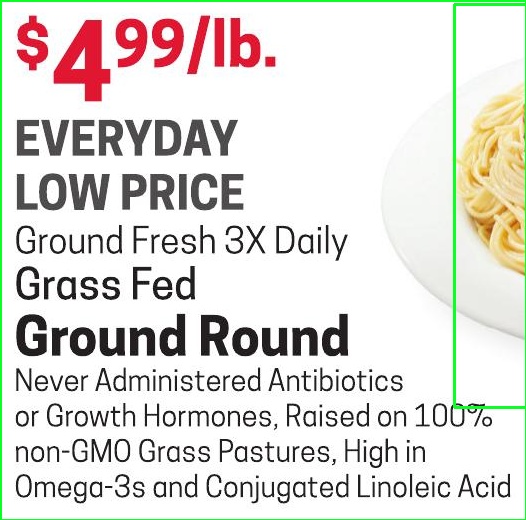 $4.99/lb.
EVERYDAY
LOW PRICE
Ground Fresh 3X Daily
Grass Fed
Ground Round
Never Administered Antibiotics
or Growth Hormones, Raised on 100%
non-GMO Grass Pastures, High in
Omega-3s and Conjugated Linoleic Acid